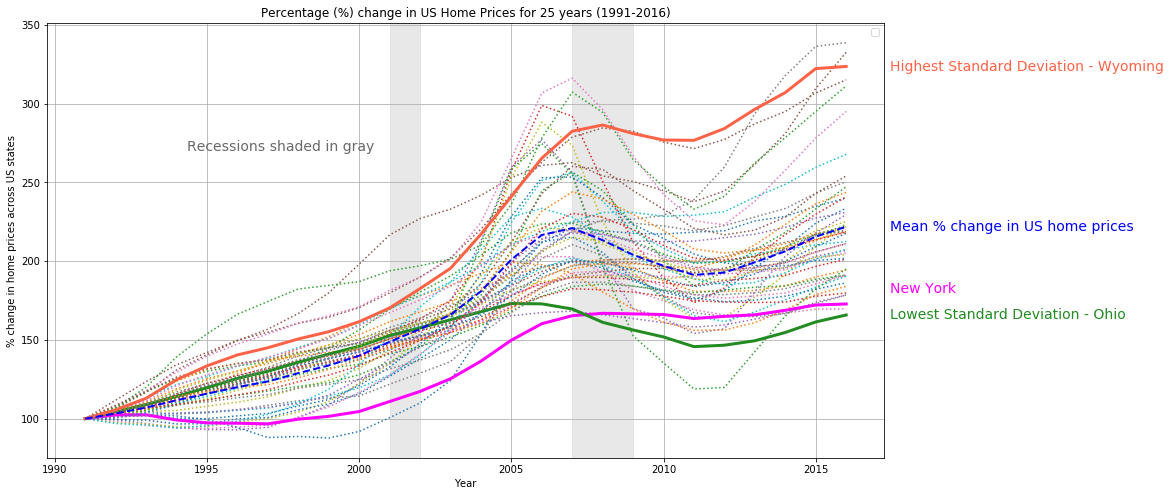 Percentage (%) change in US Home Prices for 25 years (1991-2016)
% change in home prices across US states
350
300
250
200
150
100
Recessions shaded in gray
Highest Standard Deviation - Wyoming
Mean % change in US home prices
New York
Lowest Standard Deviation - Ohio
1990 1995 2000 2005 2010 2015
Year